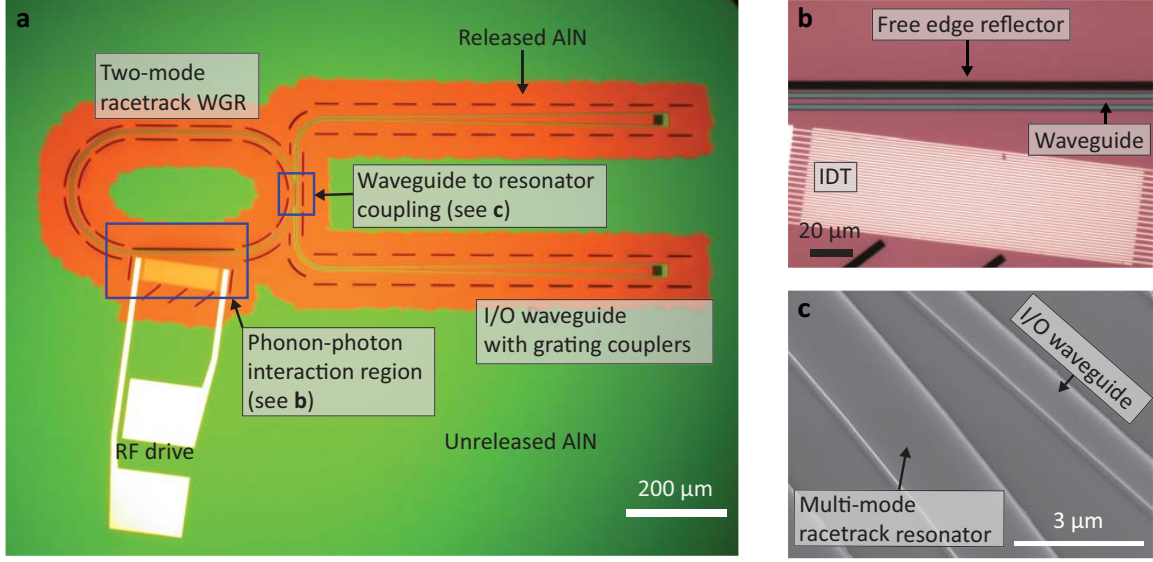 a
Released AlN
Two-mode
racetrack WGR
Waveguide to resonator
coupling (see c)
I/O waveguide
with grating couplers
Phonon-photon
interaction region
(see b)
RF drive
Unreleased AlN
200 μm
b
Free edge reflector
Waveguide
IDT
20 μm
c
I/O waveguide
Multi-mode
racetrack resonator
3 μm